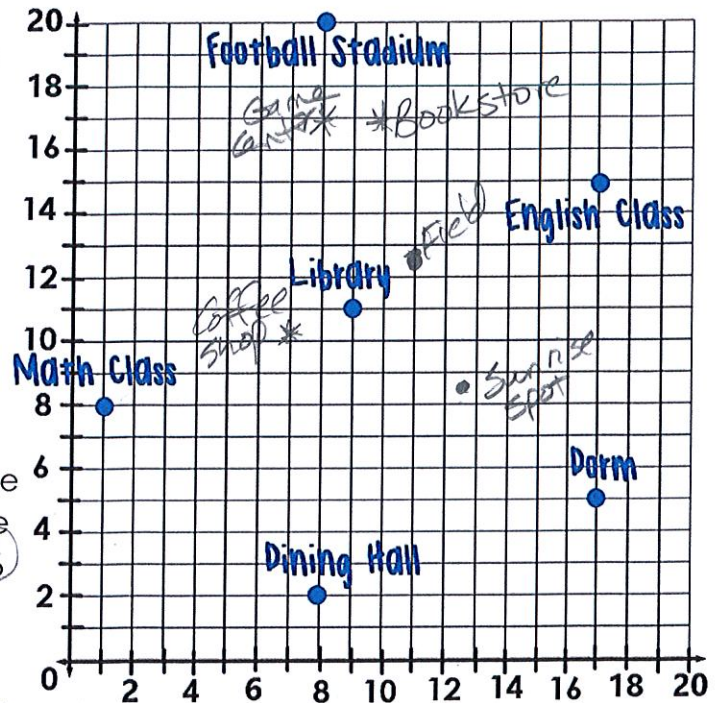 20
Football Stadium
18
Game
Center * * Bookstore
16
14
English Class
Field
12
Library
Coffee
Shop *
10
Math Class
8
Sunrise
Spot
6
Dorm
4
Dining Hall
2
0
2 4 6 8 10 12 14 16 18 20